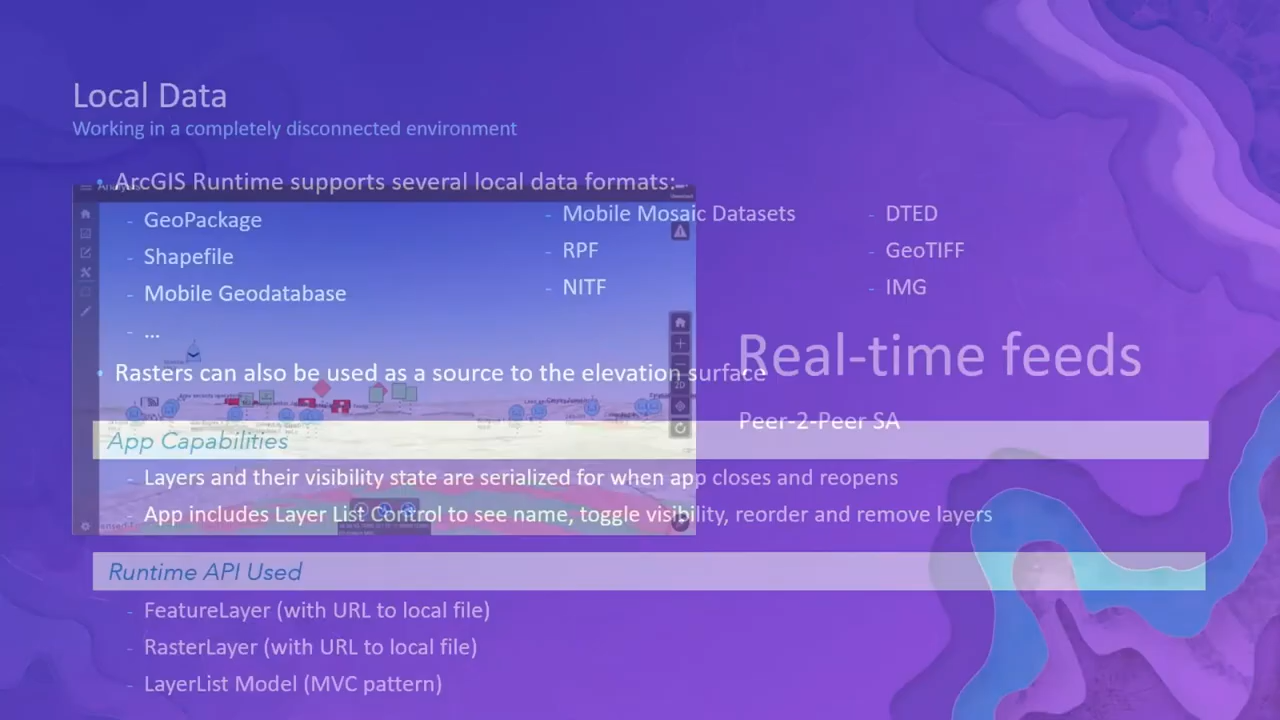 Local Data
Working in a completely disconnected environment
• ArcGIS Runtime supports several local data formats:
- GeoPackage
- Shapefile
- Mobile Geodatabase
- ...
- Mobile Mosaic Datasets
- RPF
- NITF
- DTED
- GeoTIFF
- IMG
Real-time feeds
• Rasters can also be used as a source to the elevation surface
Peer-2-Peer SA
App Capabilities
- Layers and their visibility state are serialized for when app closes and reopens
- App includes Layer List Control to see name, toggle visibility, reorder and remove layers
Runtime API Used
- FeatureLayer (with URL to local file)
- RasterLayer (with URL to local file)
- LayerList Model (MVC pattern)